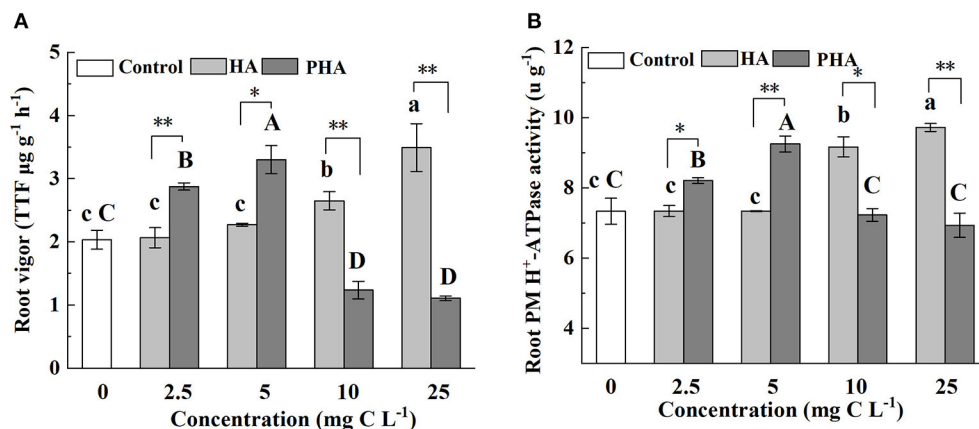 A
Root vigor (TTF μg g⁻¹ h⁻¹)
5
4
3
2
1
0
Control HA PHA
c C
c
**
B
c
*
A
b
**
D
a
**
D
0 2.5 5 10 25
Concentration (mg C L⁻¹)
B
Root PM H⁺-ATPase activity (u g⁻¹)
12
10
8
6
4
Control HA PHA
c C
c
*
B
c
**
A
b
*
C
a
**
C
0 2.5 5 10 25
Concentration (mg C L⁻¹)